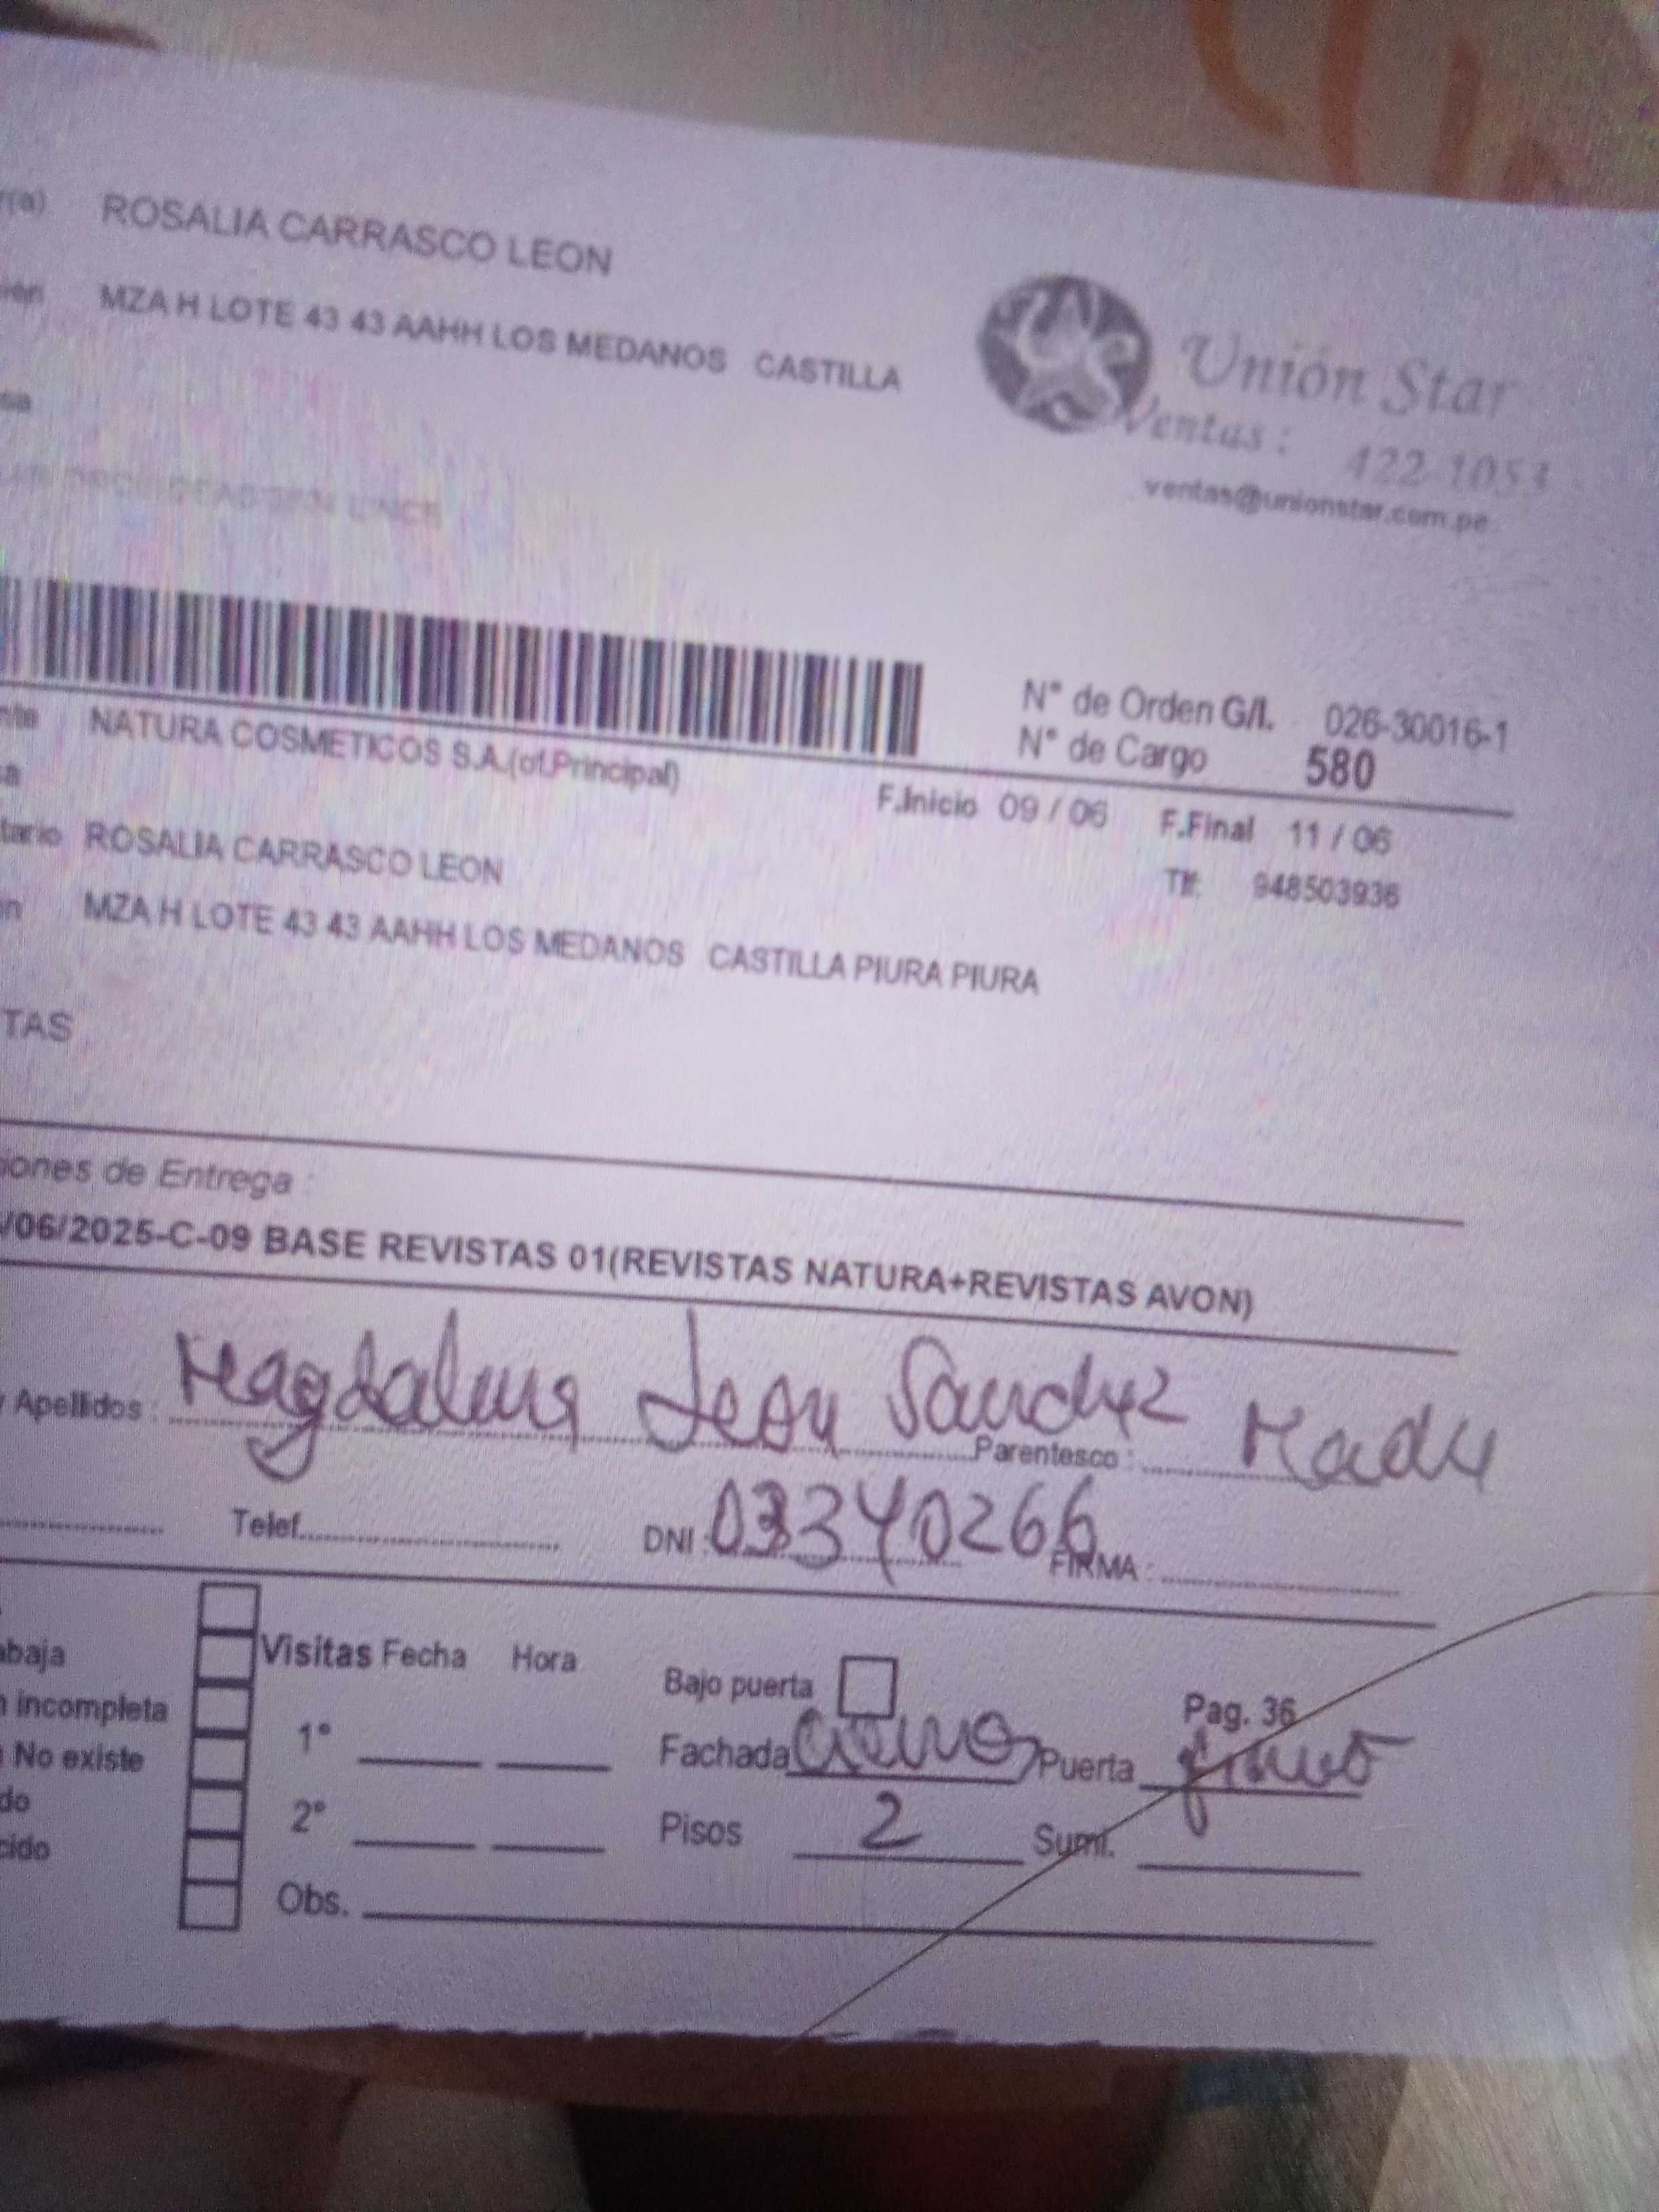 r(a) ROSALIA CARRASCO LEON
MZA H LOTE 43 43 AAHH LOS MEDANOS CASTILLA
Unión Star
Ventas: 422-1053
ventas@unionstar.com.pe
N° de Orden G/I. 026-30016-1
N° de Cargo 580
nte NATURA COSMETICOS S.A.(of.Principal)
F.Inicio 09 / 06 F.Final 11 / 06
tario ROSALIA CARRASCO LEON
Tlf: 948503936
n MZA H LOTE 43 43 AAHH LOS MEDANOS CASTILLA PIURA PIURA
TAS
iones de Entrega :
/06/2025-C-09 BASE REVISTAS 01(REVISTAS NATURA+REVISTAS AVON)
y Apellidos : Magdalena Leon Sanchez Parentesco : Madre
Telef. DNI : 03340266 FIRMA :
abaja Visitas Fecha Hora Bajo puerta Pag. 36
n incompleta 1° Fachada Puerta
No existe
do 2° Pisos 2 Sumi.
cido
Obs.